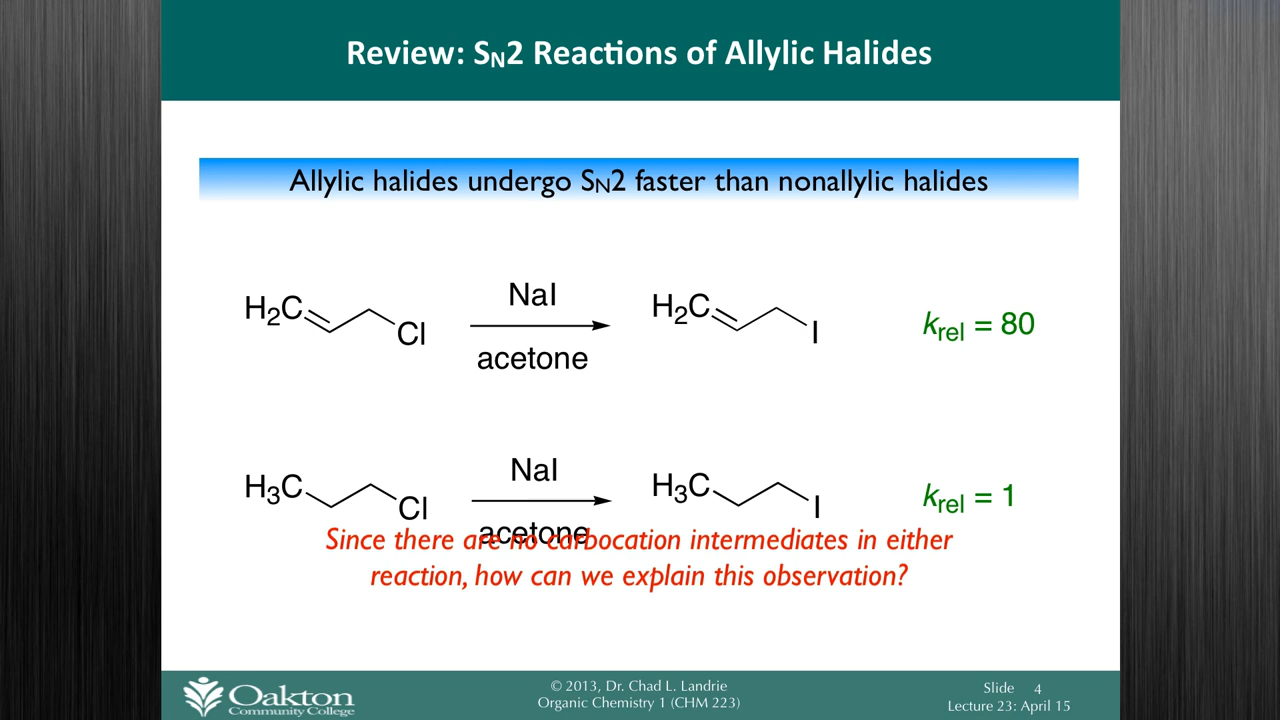 Review: SN2 Reactions of Allylic Halides
Allylic halides undergo SN2 faster than nonallylic halides
H2C Cl NaI acetone H2C I krel = 80
H3C Cl NaI acetone H3C I krel = 1
Since there are no carbocation intermediates in either
reaction, how can we explain this observation?
Oakton
Community College
© 2013, Dr. Chad L. Landrie
Organic Chemistry 1 (CHM 223)
Slide 4
Lecture 23: April 15